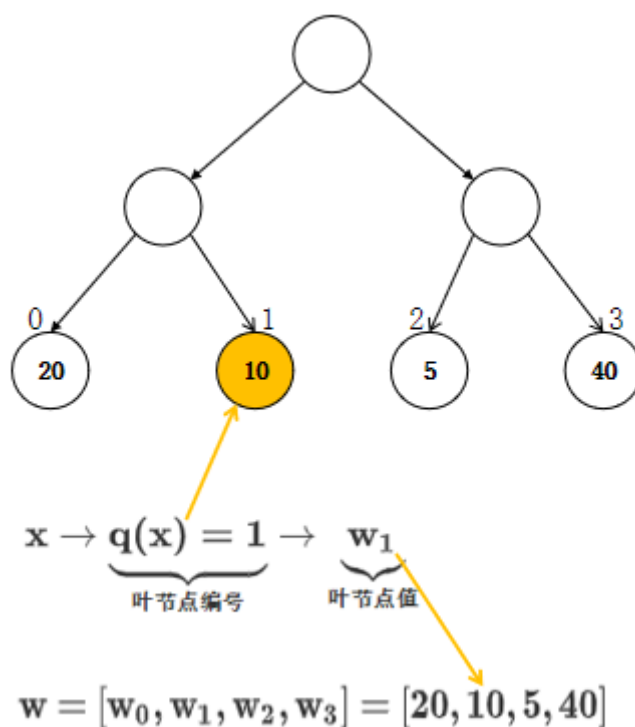 0 1 2 3
20 10 5 40
x → q(x) = 1 → w₁
叶节点编号 叶节点值
w = [w₀, w₁, w₂, w₃] = [20, 10, 5, 40]